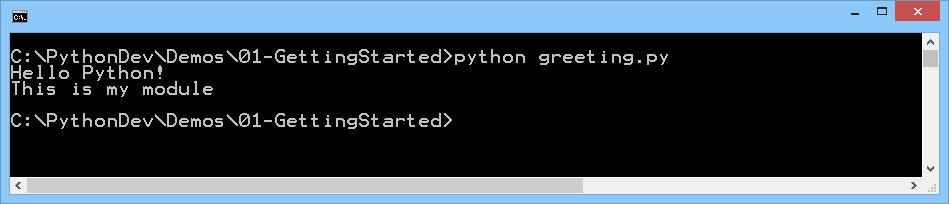 C:\PythonDev\Demos\01-GettingStarted>python greeting.py
Hello Python!
This is my module
C:\PythonDev\Demos\01-GettingStarted>